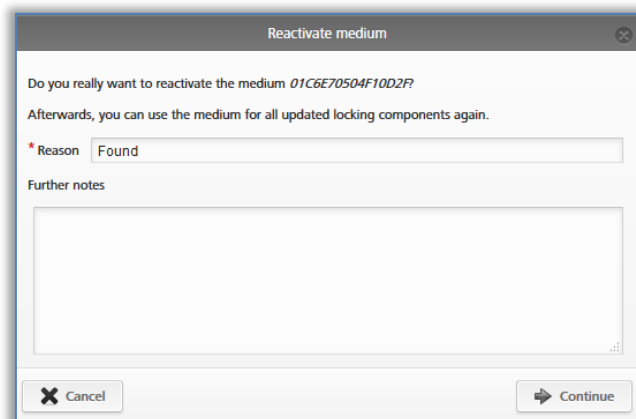 Reactivate medium
Do you really want to reactivate the medium 01C6E70504F10D2F?
Afterwards, you can use the medium for all updated locking components again.
* Reason Found
Further notes
Cancel Continue